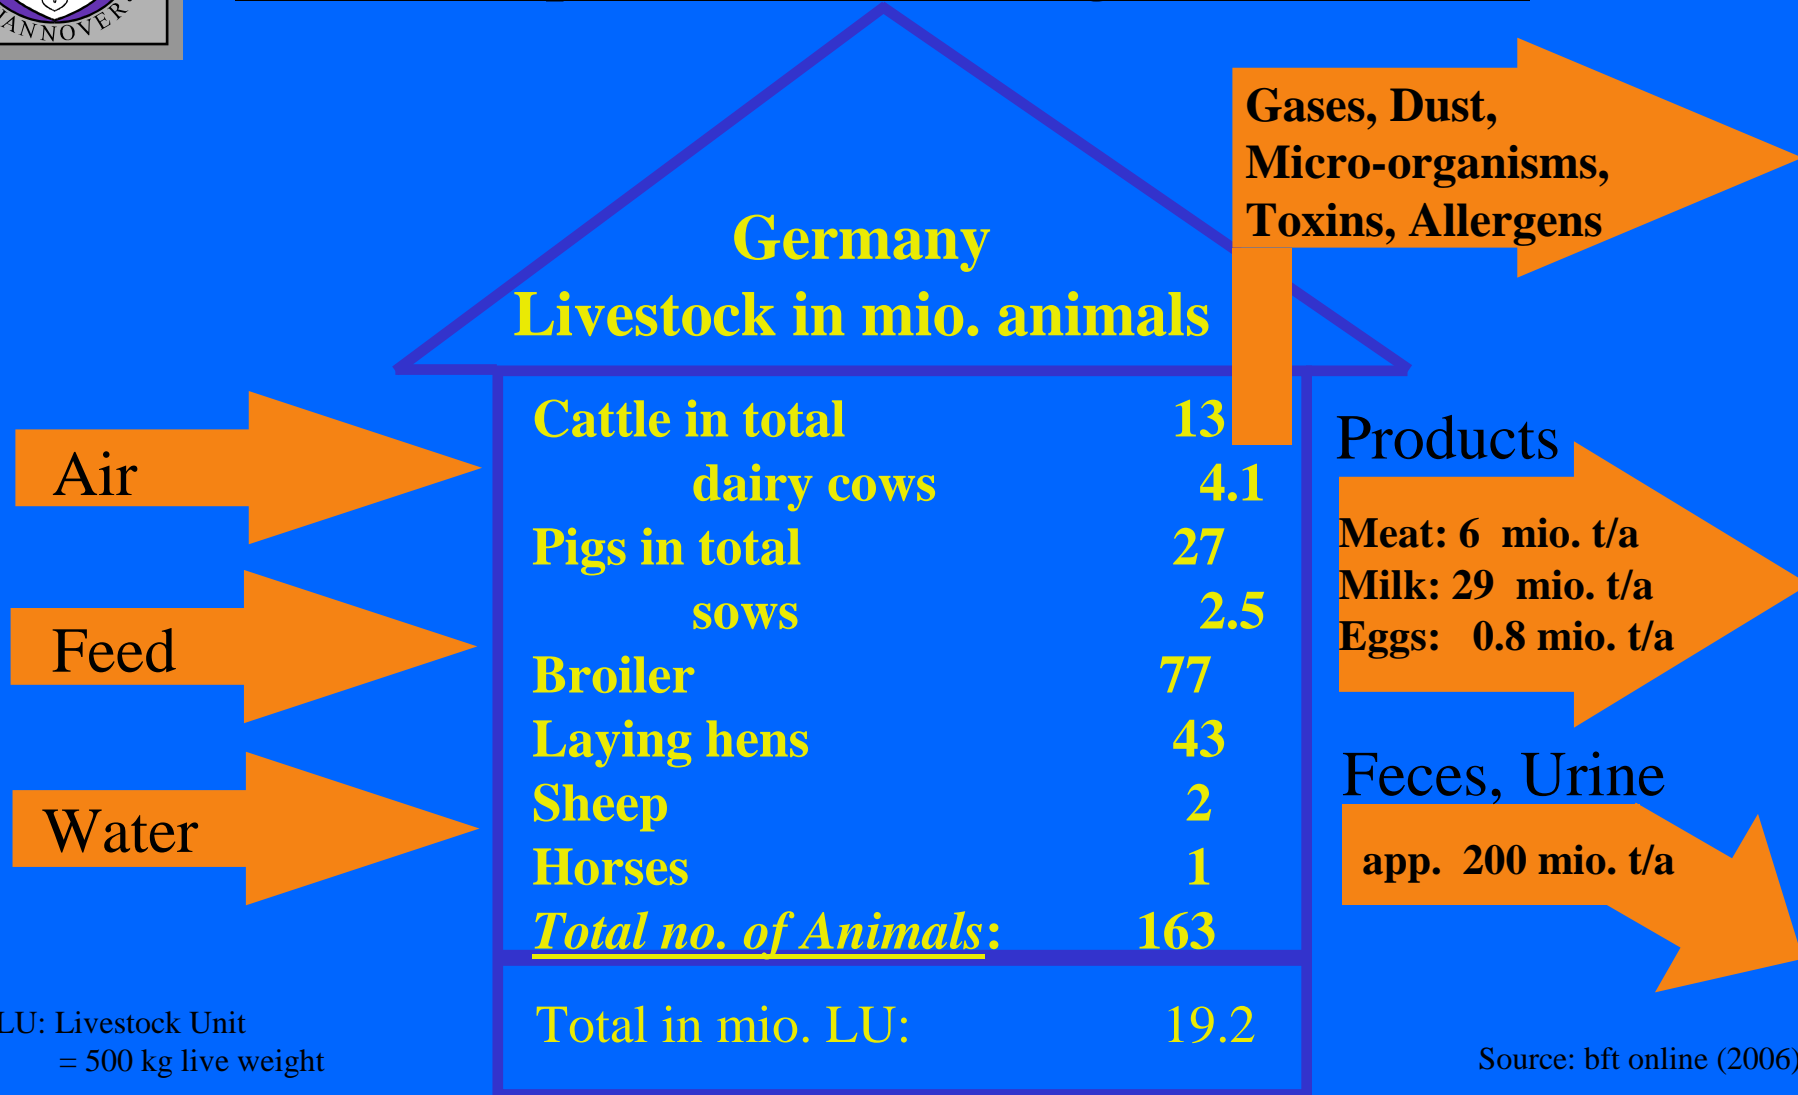 HANNOVER
Gases, Dust,
Micro-organisms,
Toxins, Allergens
Germany
Livestock in mio. animals
Cattle in total 13
dairy cows 4.1
Pigs in total 27
sows 2.5
Broiler 77
Laying hens 43
Sheep 2
Horses 1
Total no. of Animals: 163
Total in mio. LU: 19.2
Air
Feed
Water
Products
Meat: 6 mio. t/a
Milk: 29 mio. t/a
Eggs: 0.8 mio. t/a
Feces, Urine
app. 200 mio. t/a
LU: Livestock Unit
= 500 kg live weight
Source: bft online (2006)